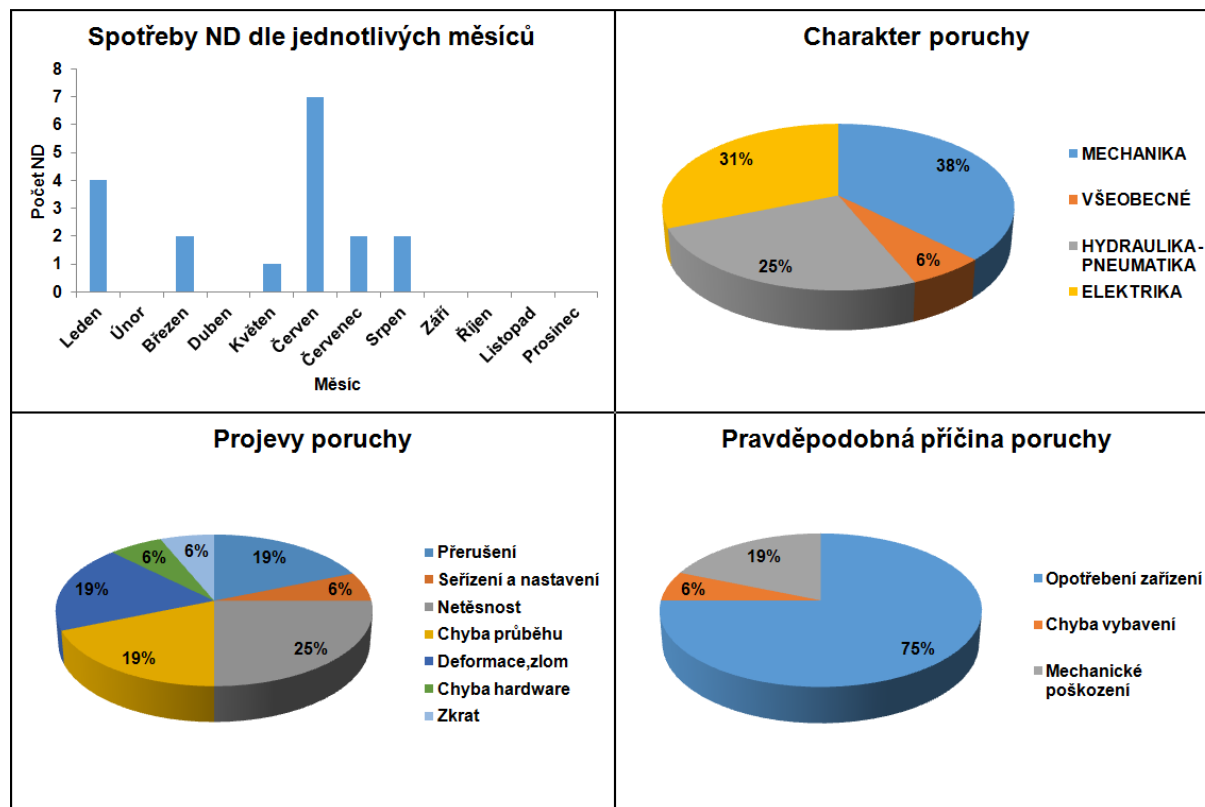 Spotřeby ND dle jednotlivých měsíců
Počet ND
8
7
6
5
4
3
2
1
0
Leden
Únor
Březen
Duben
Květen
Červen
Červenec
Srpen
Září
Říjen
Listopad
Prosinec
Měsíc
Charakter poruchy
31%
38%
25%
6%
MECHANIKA
VŠEOBECNÉ
HYDRAULIKA-
PNEUMATIKA
ELEKTRIKA
Projevy poruchy
6%
6%
19%
19%
6%
19%
25%
Přerušení
Seřízení a nastavení
Netěsnost
Chyba průběhu
Deformace,zlom
Chyba hardware
Zkrat
Pravděpodobná příčina poruchy
19%
6%
75%
Opotřebení zařízení
Chyba vybavení
Mechanické
poškození